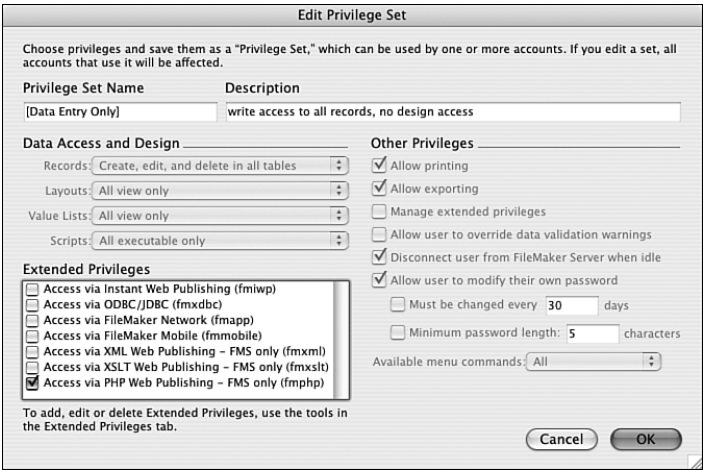 Edit Privilege Set
Choose privileges and save them as a “Privilege Set,” which can be used by one or more accounts. If you edit a set, all
accounts that use it will be affected.
Privilege Set Name
Description
[Data Entry Only]
write access to all records, no design access
Data Access and Design
Records: Create, edit, and delete in all tables
Layouts: All view only
Value Lists: All view only
Scripts: All executable only
Extended Privileges
Access via Instant Web Publishing (fmiwp)
Access via ODBC/JDBC (fmxdbc)
Access via FileMaker Network (fmapp)
Access via FileMaker Mobile (fmmobile)
Access via XML Web Publishing - FMS only (fmxml)
Access via XSLT Web Publishing - FMS only (fmxslt)
Access via PHP Web Publishing - FMS only (fmphp)
To add, edit or delete Extended Privileges, use the tools in
the Extended Privileges tab.
Other Privileges
Allow printing
Allow exporting
Manage extended privileges
Allow user to override data validation warnings
Disconnect user from FileMaker Server when idle
Allow user to modify their own password
Must be changed every 30 days
Minimum password length: 5 characters
Available menu commands: All
Cancel
OK